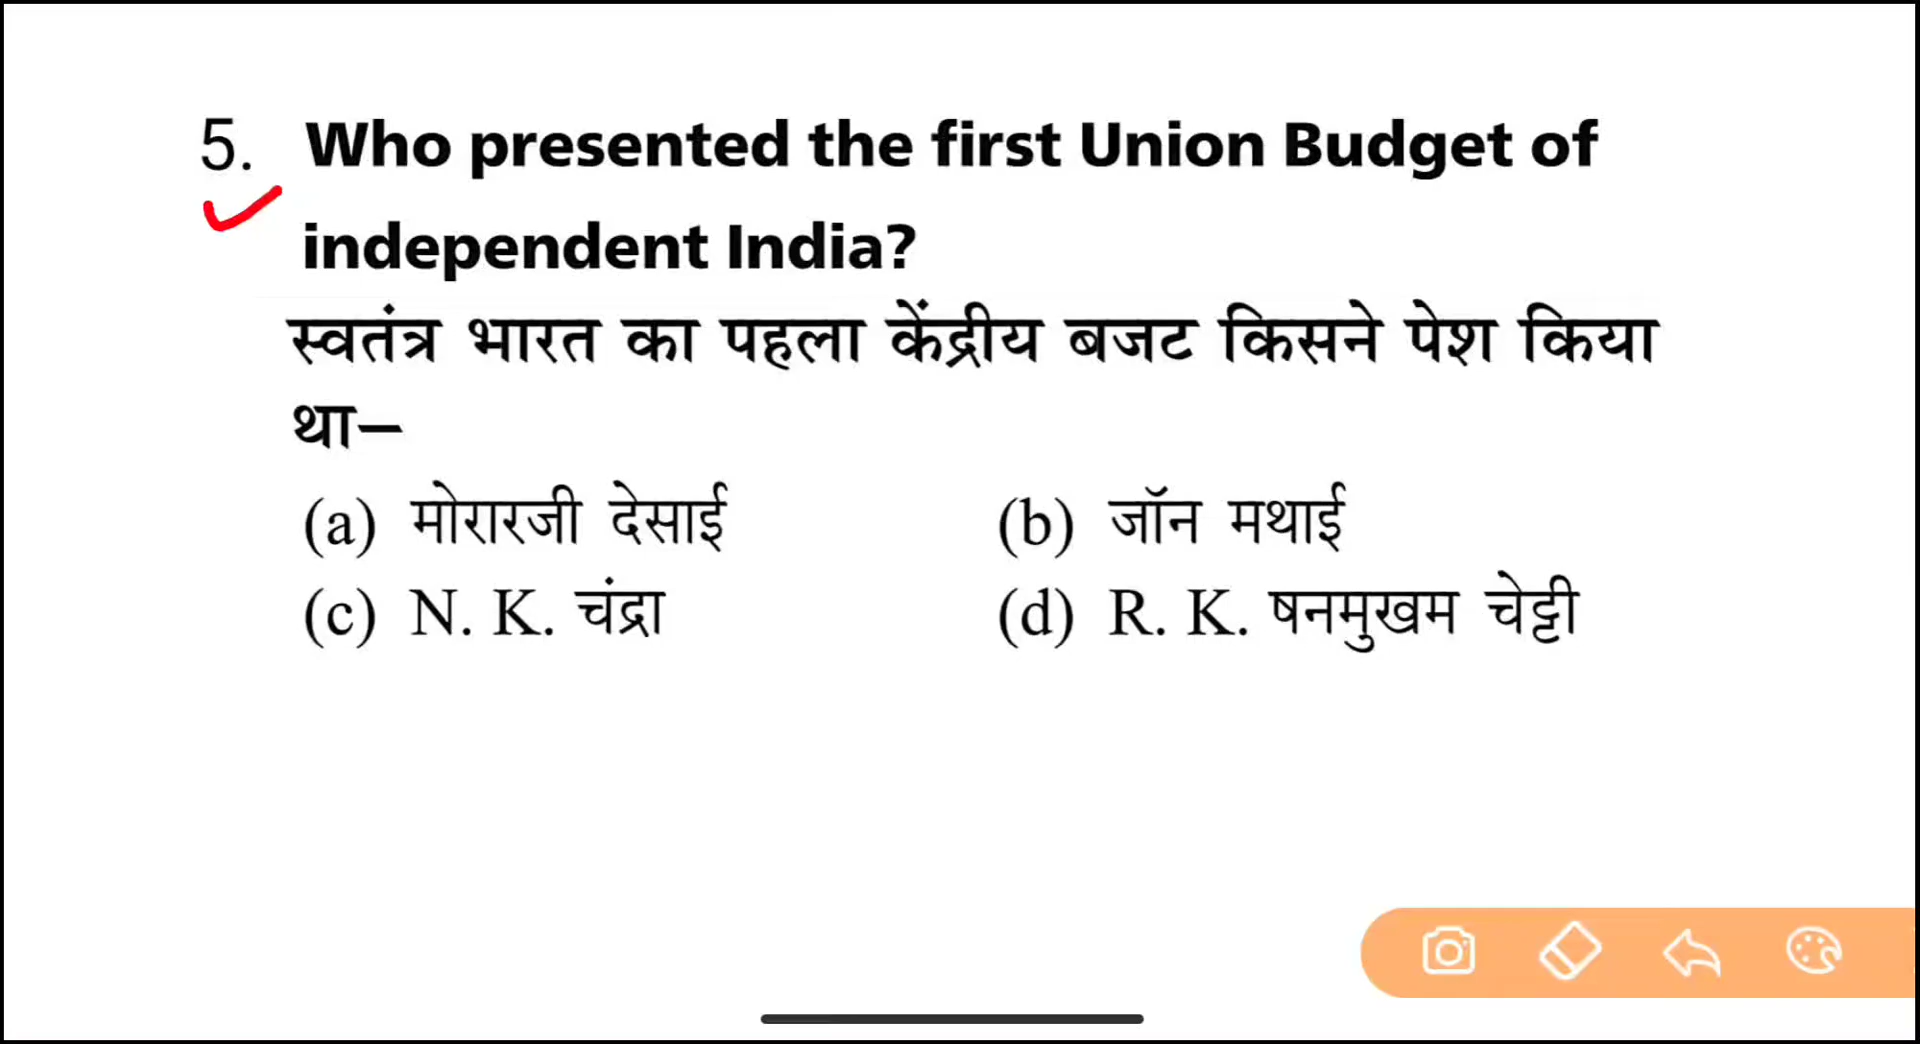 5. Who presented the first Union Budget of
independent India?
स्वतंत्र भारत का पहला केंद्रीय बजट किसने पेश किया
था–
(a) मोरारजी देसाई (b) जॉन मथाई
(c) N. K. चंद्रा (d) R. K. षनमुखम चेट्टी